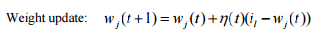 Weight update: w_j(t+1) = w_j(t) + η(t)(i_l − w_j(t))